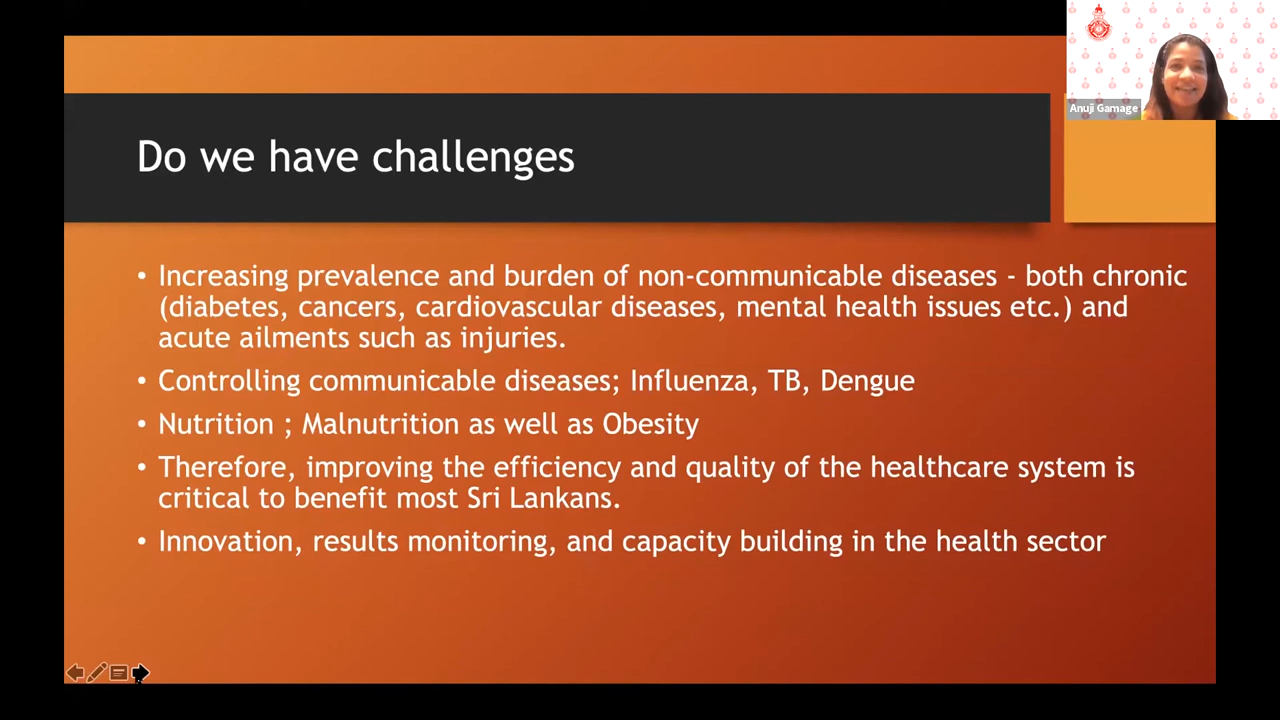 Anuji Gamage
Do we have challenges
• Increasing prevalence and burden of non-communicable diseases - both chronic
(diabetes, cancers, cardiovascular diseases, mental health issues etc.) and
acute ailments such as injuries.
• Controlling communicable diseases; Influenza, TB, Dengue
• Nutrition ; Malnutrition as well as Obesity
• Therefore, improving the efficiency and quality of the healthcare system is
critical to benefit most Sri Lankans.
• Innovation, results monitoring, and capacity building in the health sector